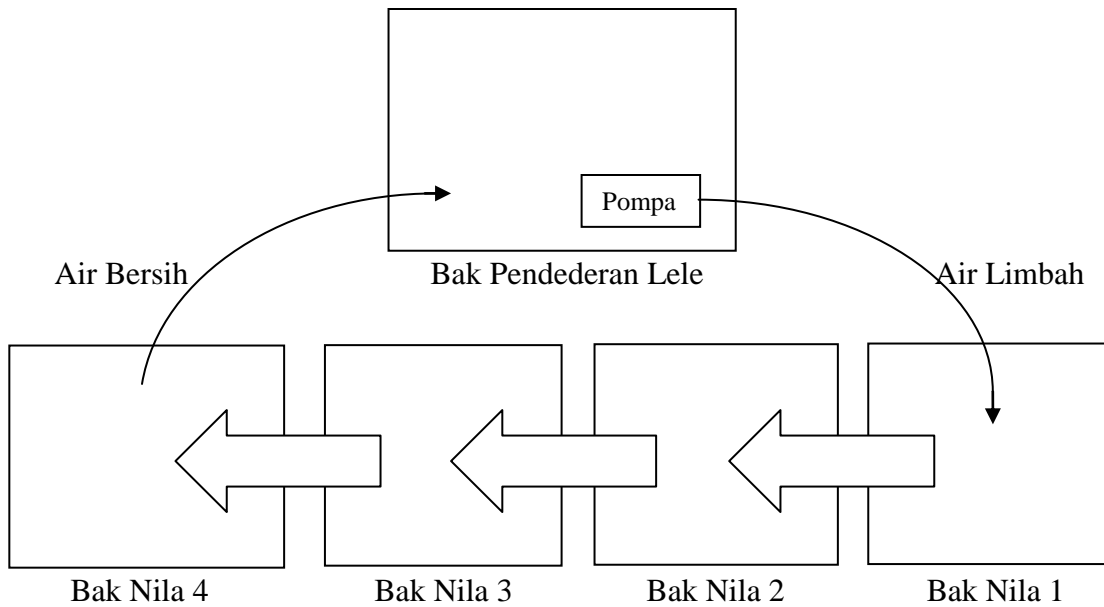 Pompa
Air Bersih
Bak Pendederan Lele
Air Limbah
Bak Nila 4
Bak Nila 3
Bak Nila 2
Bak Nila 1